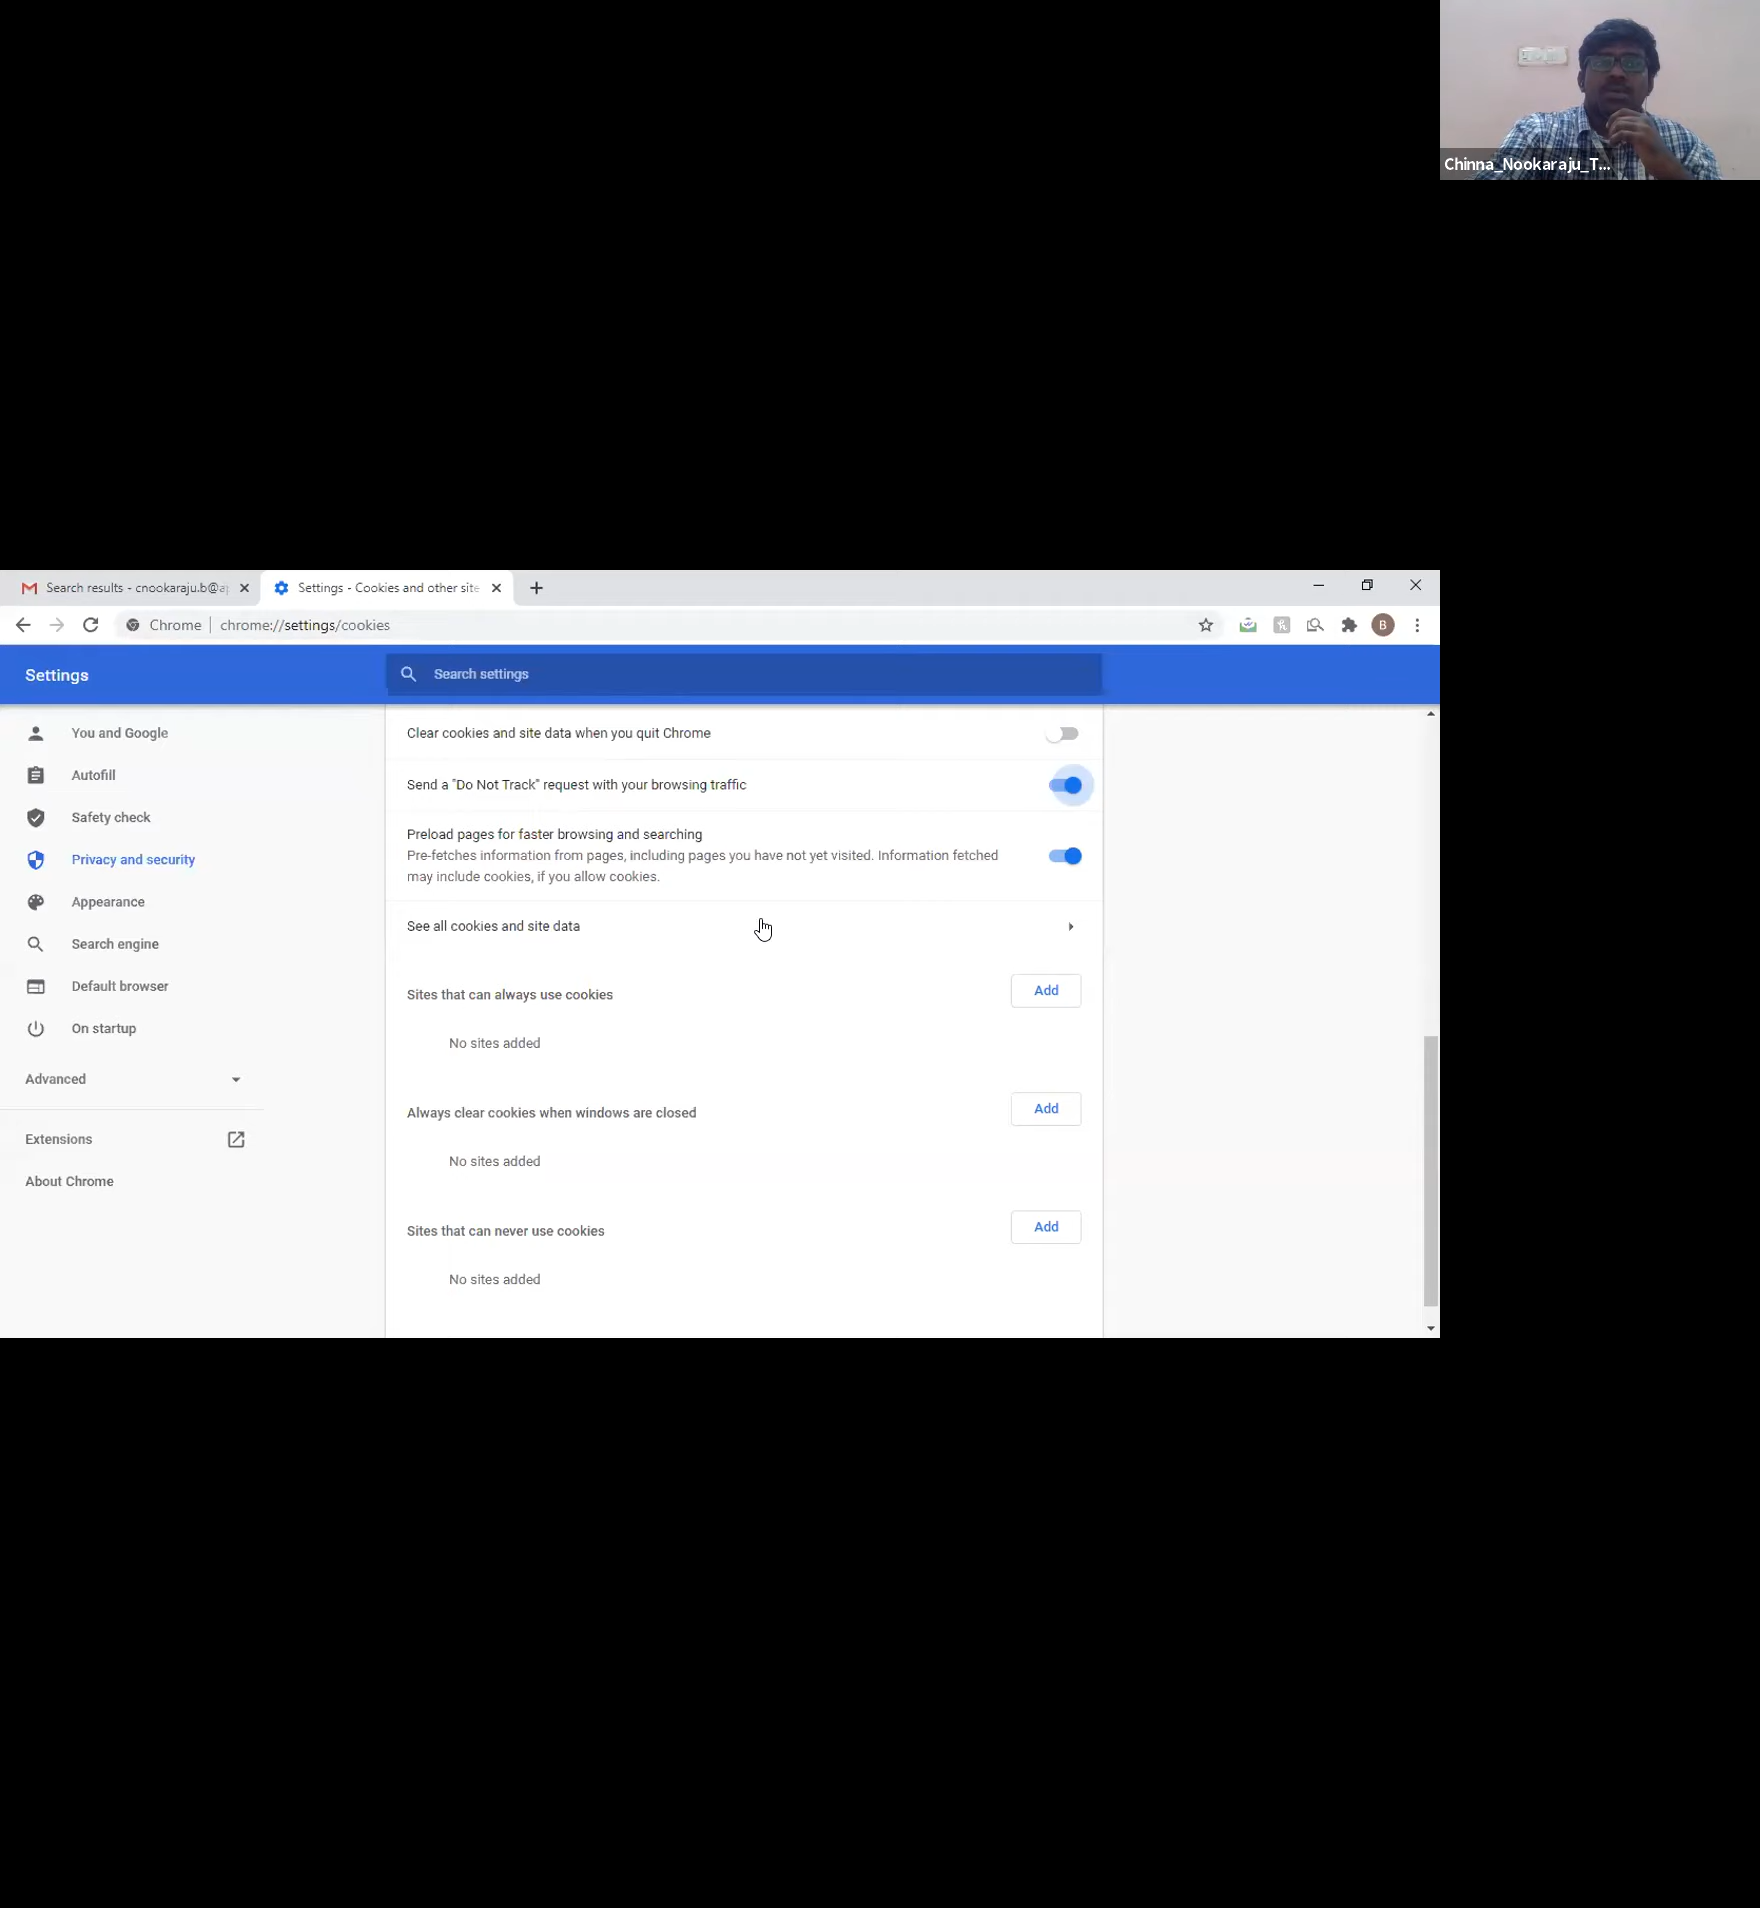 Chinna_Nookaraju_T...
Search results - cnookaraju.b@
Settings - Cookies and other site
Chrome | chrome://settings/cookies
B
Settings
Search settings
You and Google
Autofill
Safety check
Privacy and security
Appearance
Search engine
Default browser
On startup
Advanced
Extensions
About Chrome
Clear cookies and site data when you quit Chrome
Send a "Do Not Track" request with your browsing traffic
Preload pages for faster browsing and searching
Pre-fetches information from pages, including pages you have not yet visited. Information fetched
may include cookies, if you allow cookies.
See all cookies and site data
Sites that can always use cookies
Add
No sites added
Always clear cookies when windows are closed
Add
No sites added
Sites that can never use cookies
Add
No sites added